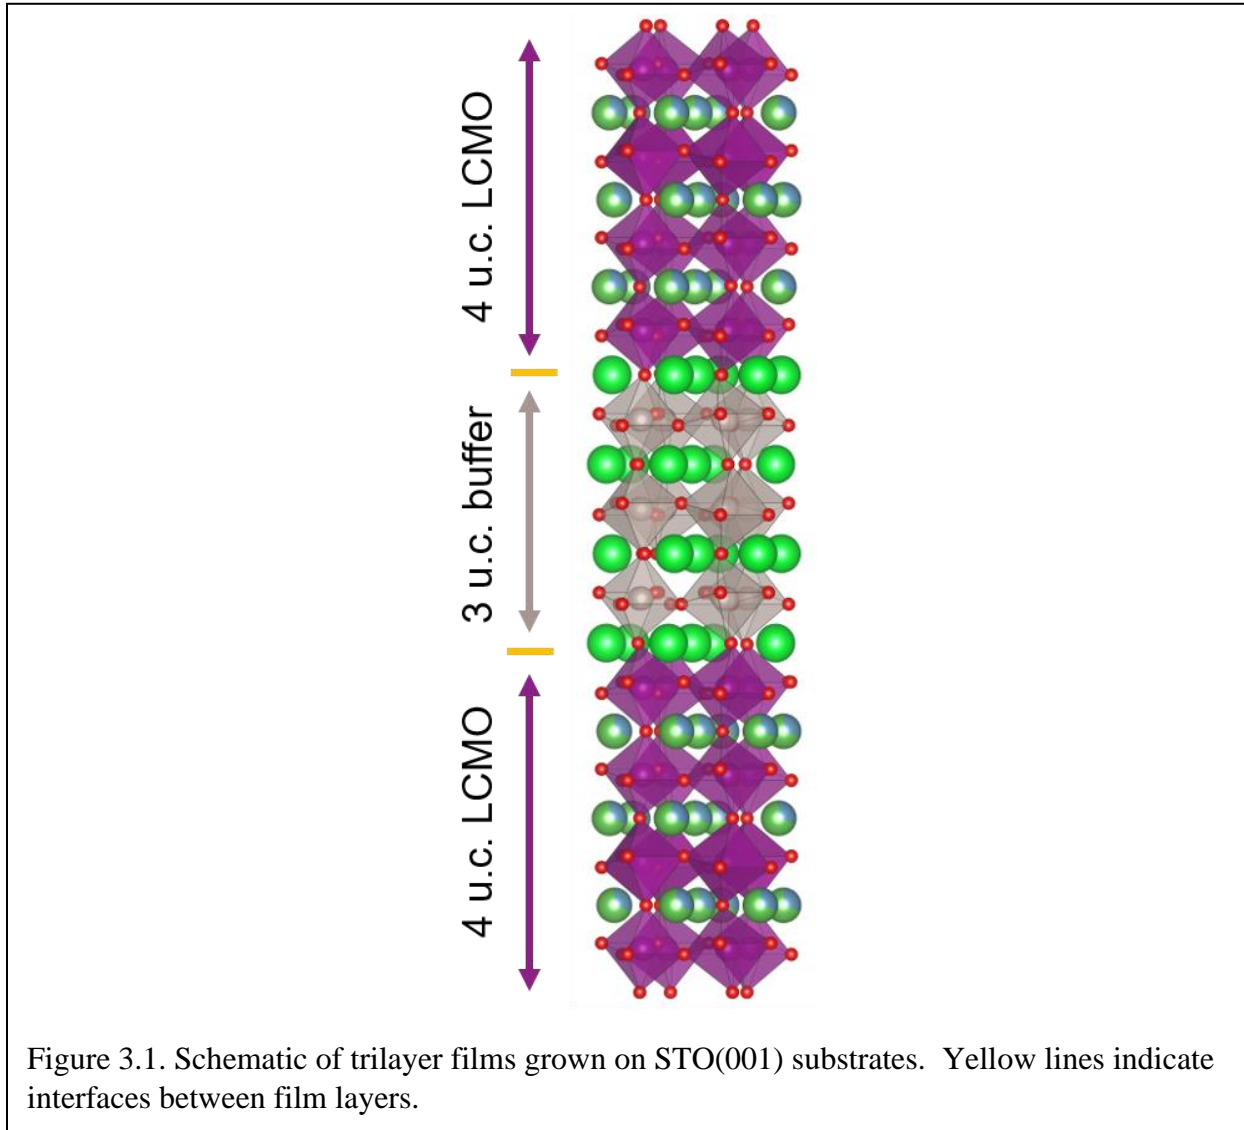 4 u.c. LCMO
3 u.c. buffer
4 u.c. LCMO
Figure 3.1. Schematic of trilayer films grown on STO(001) substrates.  Yellow lines indicate
interfaces between film layers.